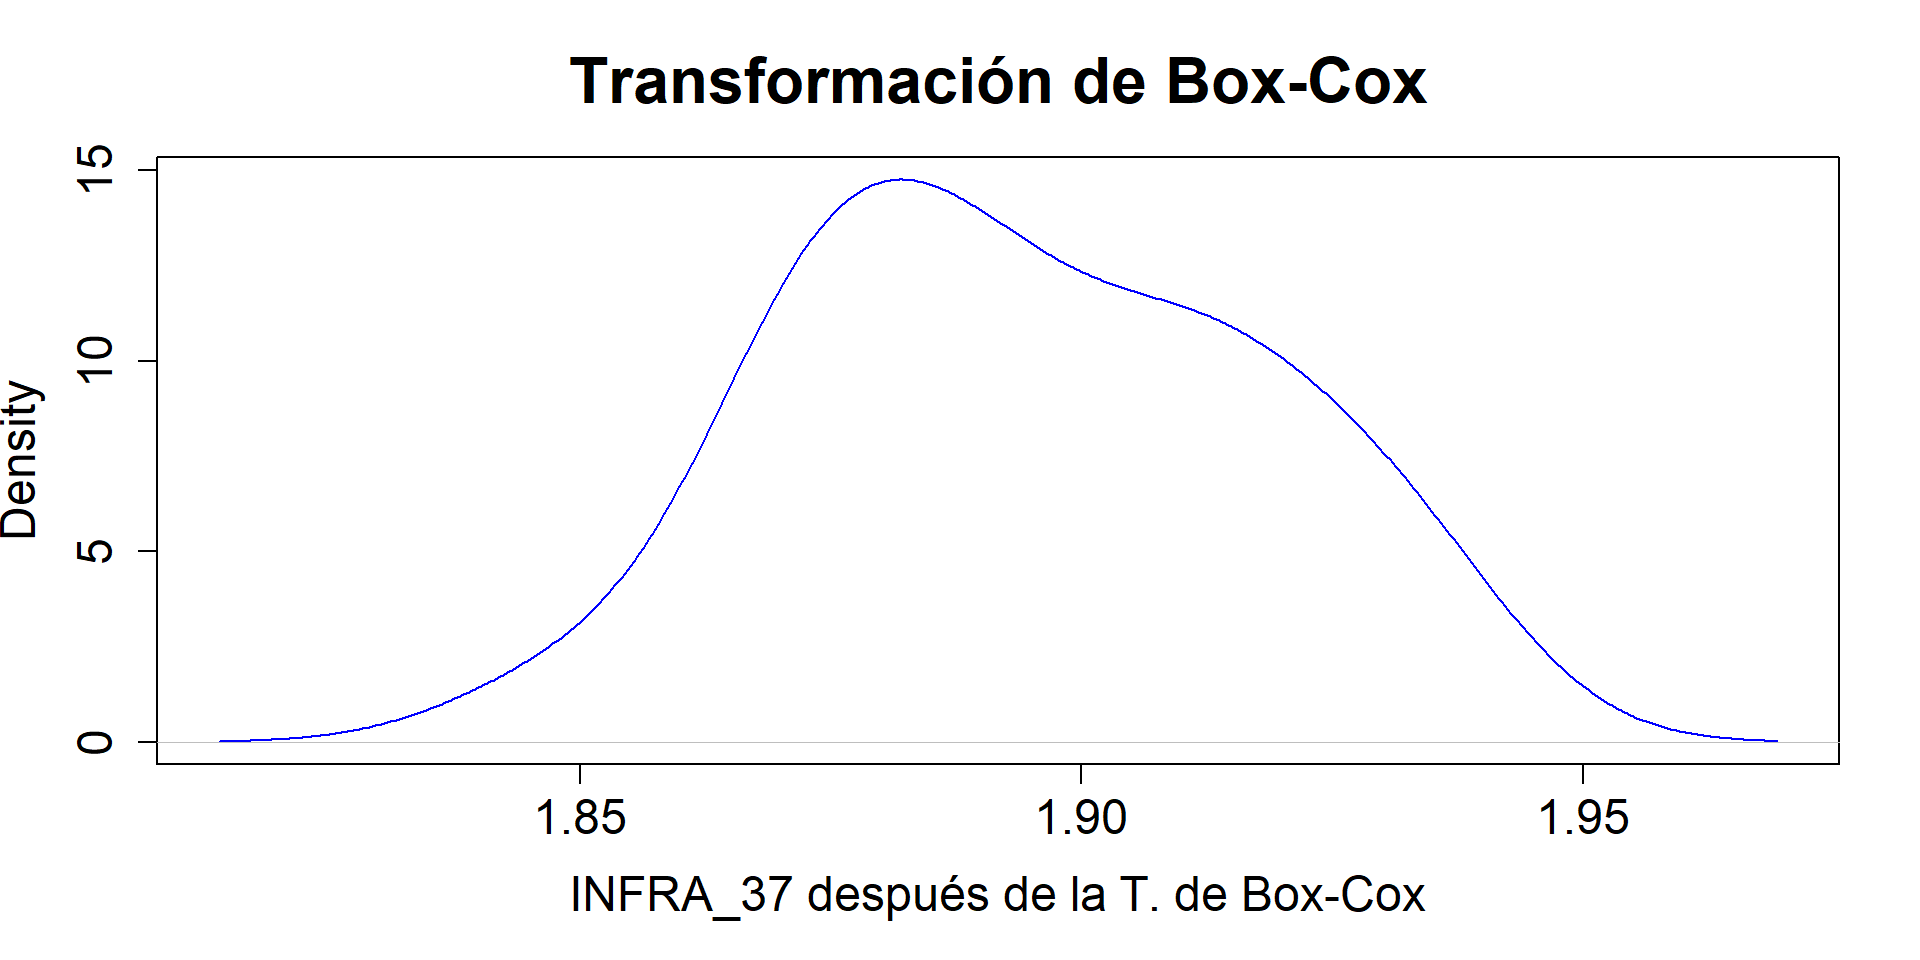 Transformación de Box-Cox
Density
15
10
5
0
1.85 1.90 1.95
INFRA_37 después de la T. de Box-Cox